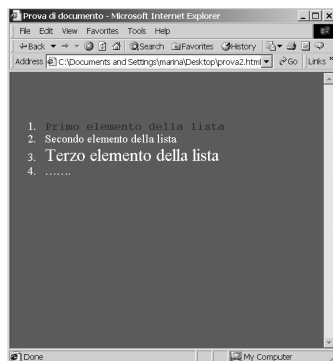 Prova di documento - Microsoft Internet Explorer
File Edit View Favorites Tools Help
Back Search Favorites History
Address C:\Documents and Settings\marina\Desktop\prova2.html Go Links »
1. Primo elemento della lista
2. Secondo elemento della lista
3. Terzo elemento della lista
4. …….
Done My Computer